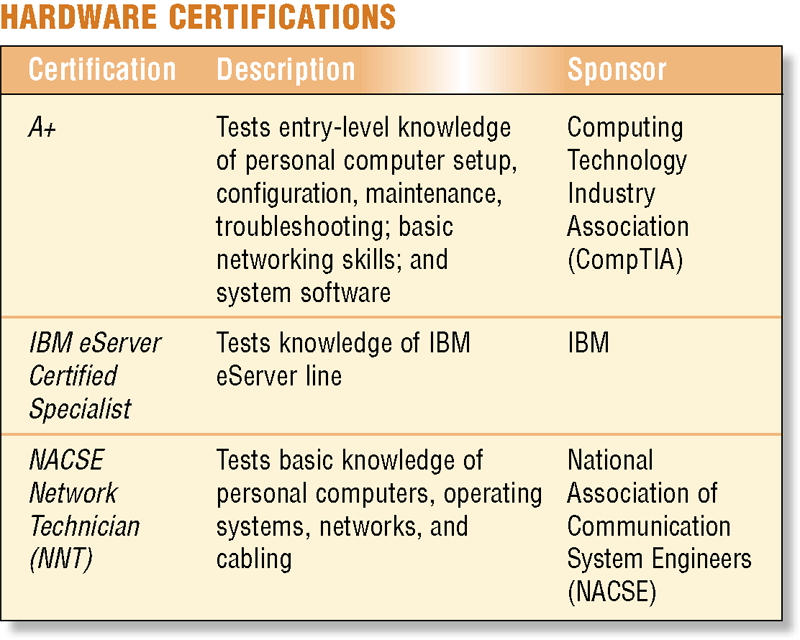 HARDWARE CERTIFICATIONS
Certification Description Sponsor
A+
Tests entry-level knowledge
of personal computer setup,
configuration, maintenance,
troubleshooting; basic
networking skills; and
system software
Computing
Technology
Industry
Association
(CompTIA)
IBM eServer
Certified
Specialist
Tests knowledge of IBM
eServer line
IBM
NACSE
Network
Technician
(NNT)
Tests basic knowledge of
personal computers, operating
systems, networks, and
cabling
National
Association of
Communication
System Engineers
(NACSE)